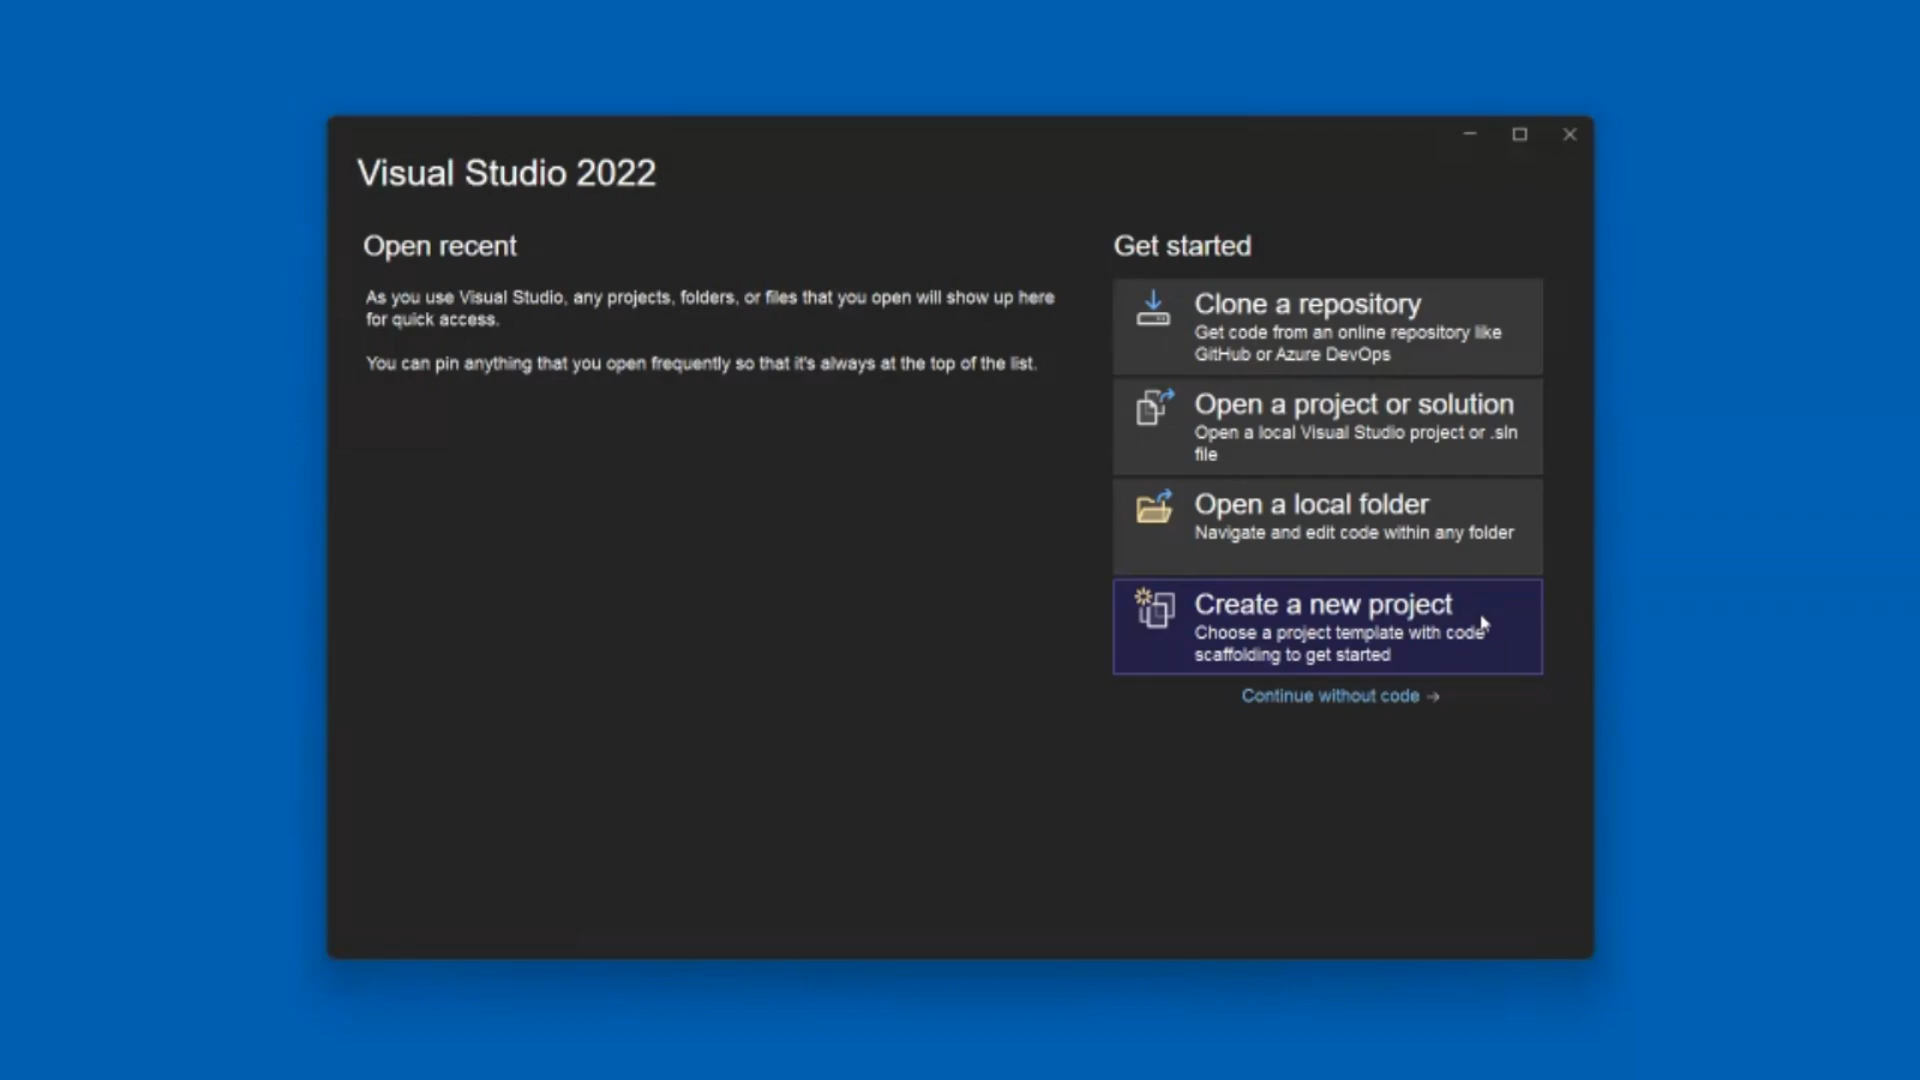 Visual Studio 2022
Open recent
As you use Visual Studio, any projects, folders, or files that you open will show up here
for quick access.
You can pin anything that you open frequently so that it's always at the top of the list.
Get started
Clone a repository
Get code from an online repository like
GitHub or Azure DevOps
Open a project or solution
Open a local Visual Studio project or .sln
file
Open a local folder
Navigate and edit code within any folder
Create a new project
Choose a project template with code
scaffolding to get started
Continue without code →